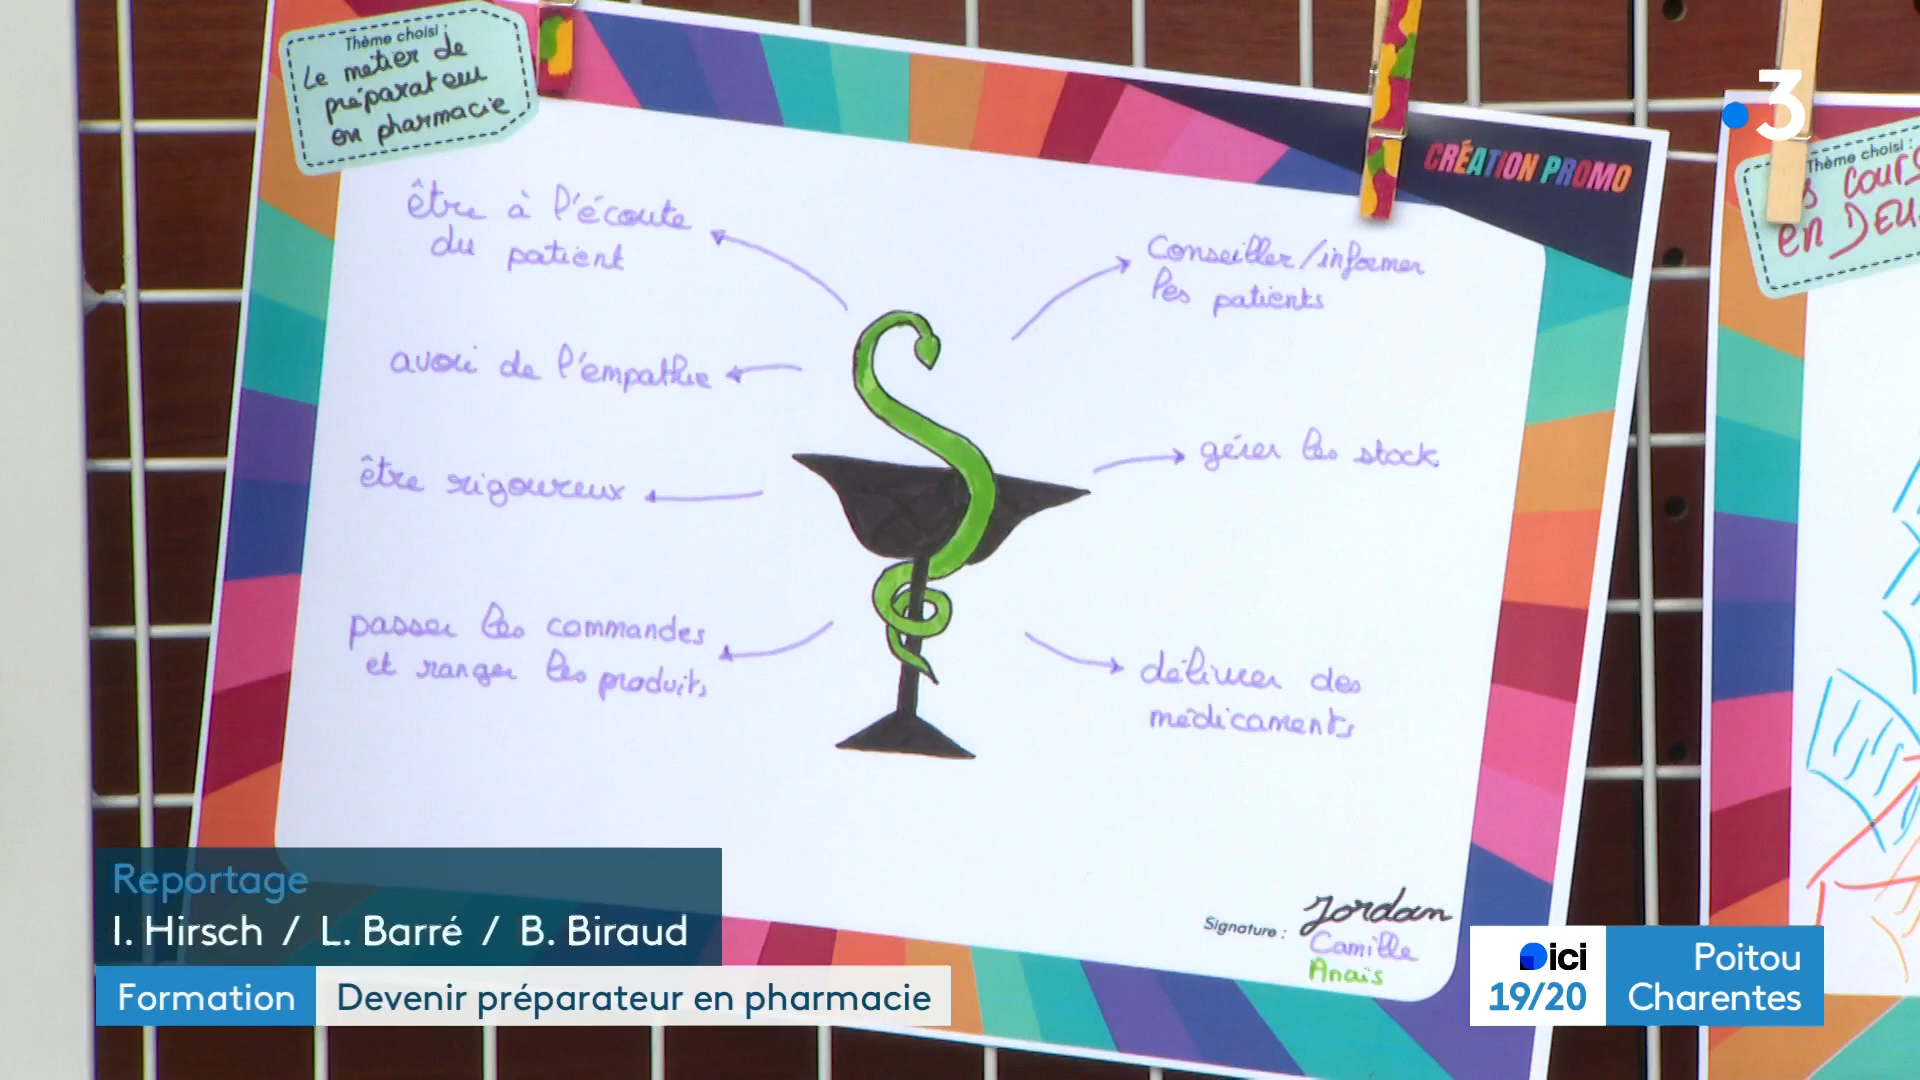 Thème choisi :
Le métier de
préparateur
en pharmacie
CRÉATION PROMO
être à l'écoute
du patient
avoir de l'empathie
être rigoureux
passer les commandes
et ranger les produits
Conseiller/informer
les patients
gérer les stock
délivrer des
médicaments
Signature :
Jordan
Camille
Anaïs
3
Thème choisi :
cours
en DEU
Reportage
I. Hirsch / L. Barré / B. Biraud
Formation
Devenir préparateur en pharmacie
ici
19/20
Poitou
Charentes